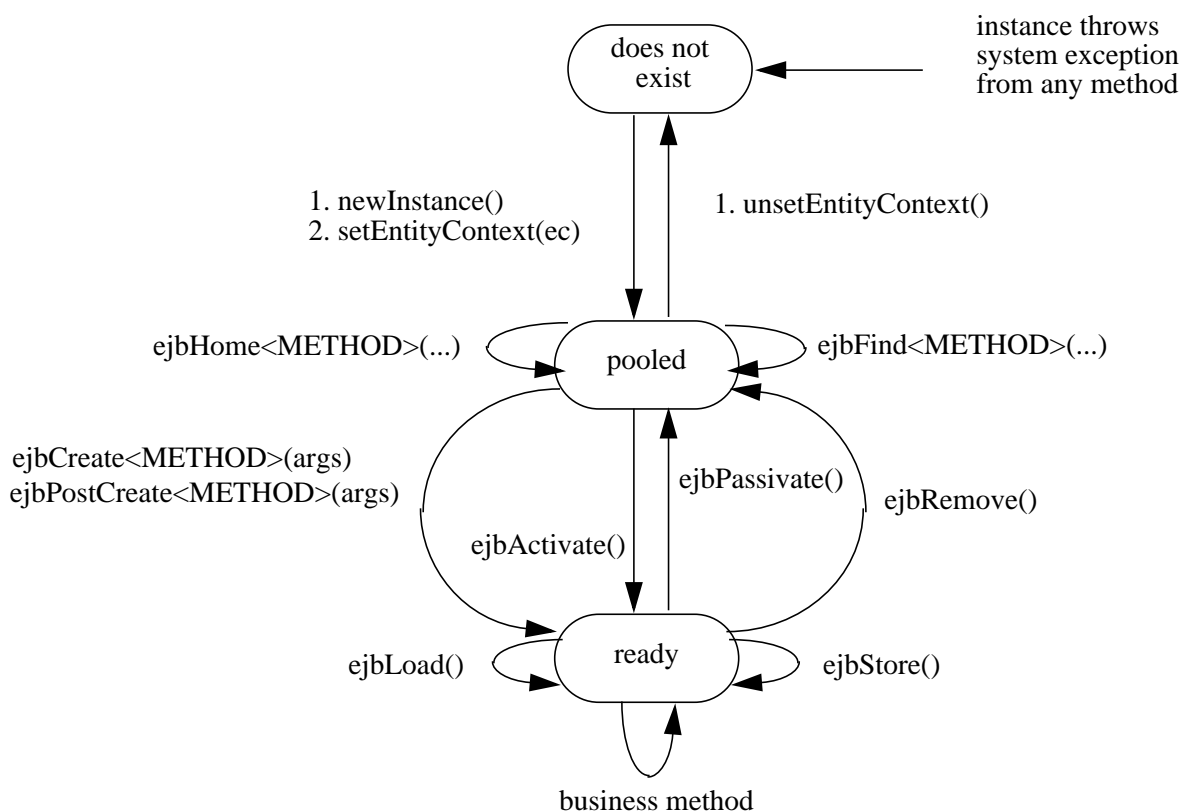 instance throws
system exception
from any method
does not
exist
1. newInstance()
2. setEntityContext(ec)
1. unsetEntityContext()
ejbHome<METHOD>(...)
pooled
ejbFind<METHOD>(...)
ejbCreate<METHOD>(args)
ejbPostCreate<METHOD>(args)
ejbPassivate()
ejbRemove()
ejbActivate()
ready
ejbLoad()
ejbStore()
business method